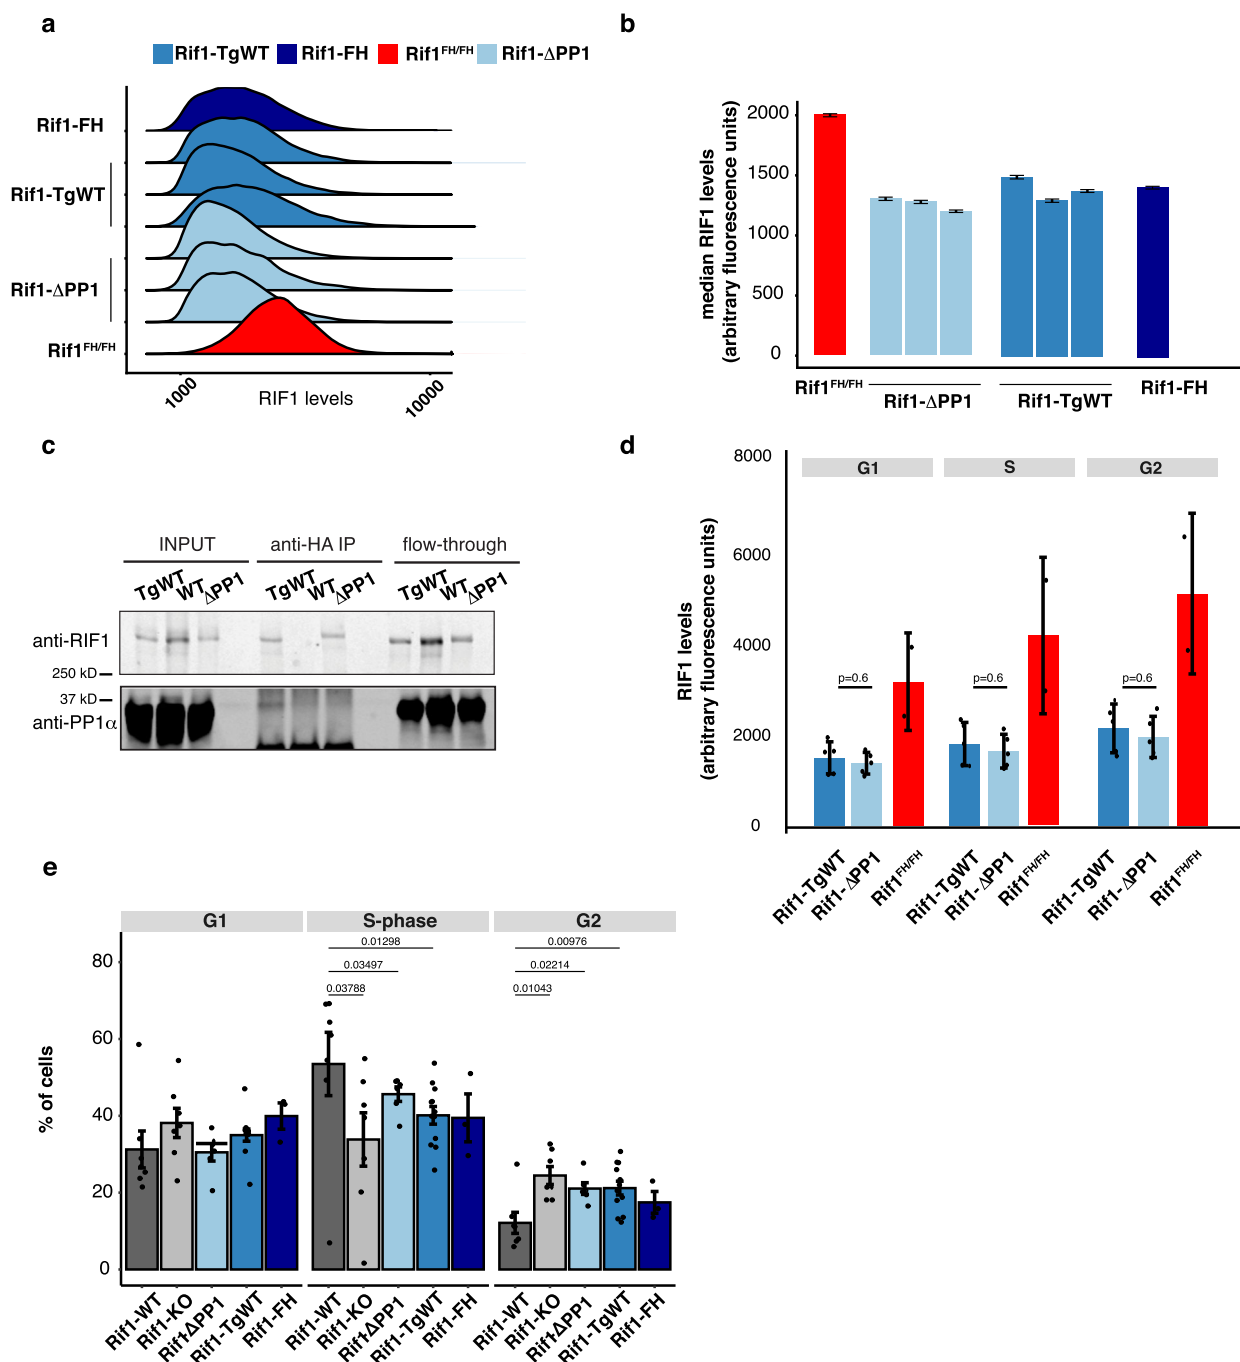 a
Rif1-TgWT Rif1-FH Rif1FH/FH Rif1-ΔPP1
Rif1-FH
Rif1-TgWT
Rif1-ΔPP1
Rif1FH/FH
1000 10000
RIF1 levels
b
median RIF1 levels
(arbitrary fluorescence units)
2000
1500
1000
500
0
Rif1FH/FH Rif1-ΔPP1 Rif1-TgWT Rif1-FH
c
INPUT anti-HA IP flow-through
TgWT WT ΔPP1 TgWT WT ΔPP1 TgWT WT ΔPP1
anti-RIF1
250 kD
37 kD
anti-PP1α
d
RIF1 levels
(arbitrary fluorescence units)
8000
6000
4000
2000
0
G1 S G2
p=0.6 p=0.6 p=0.6
Rif1-TgWT Rif1-ΔPP1 Rif1FH/FH Rif1-TgWT Rif1-ΔPP1 Rif1FH/FH Rif1-TgWT Rif1-ΔPP1 Rif1FH/FH
e
G1 S-phase G2
% of cells
80
60
40
20
0
0.01298 0.00976
0.03497 0.02214
0.03788 0.01043
Rif1-WT Rif1-KO Rif1ΔPP1 Rif1-TgWT Rif1-FH Rif1-WT Rif1-KO Rif1ΔPP1 Rif1-TgWT Rif1-FH Rif1-WT Rif1-KO Rif1ΔPP1 Rif1-TgWT Rif1-FH